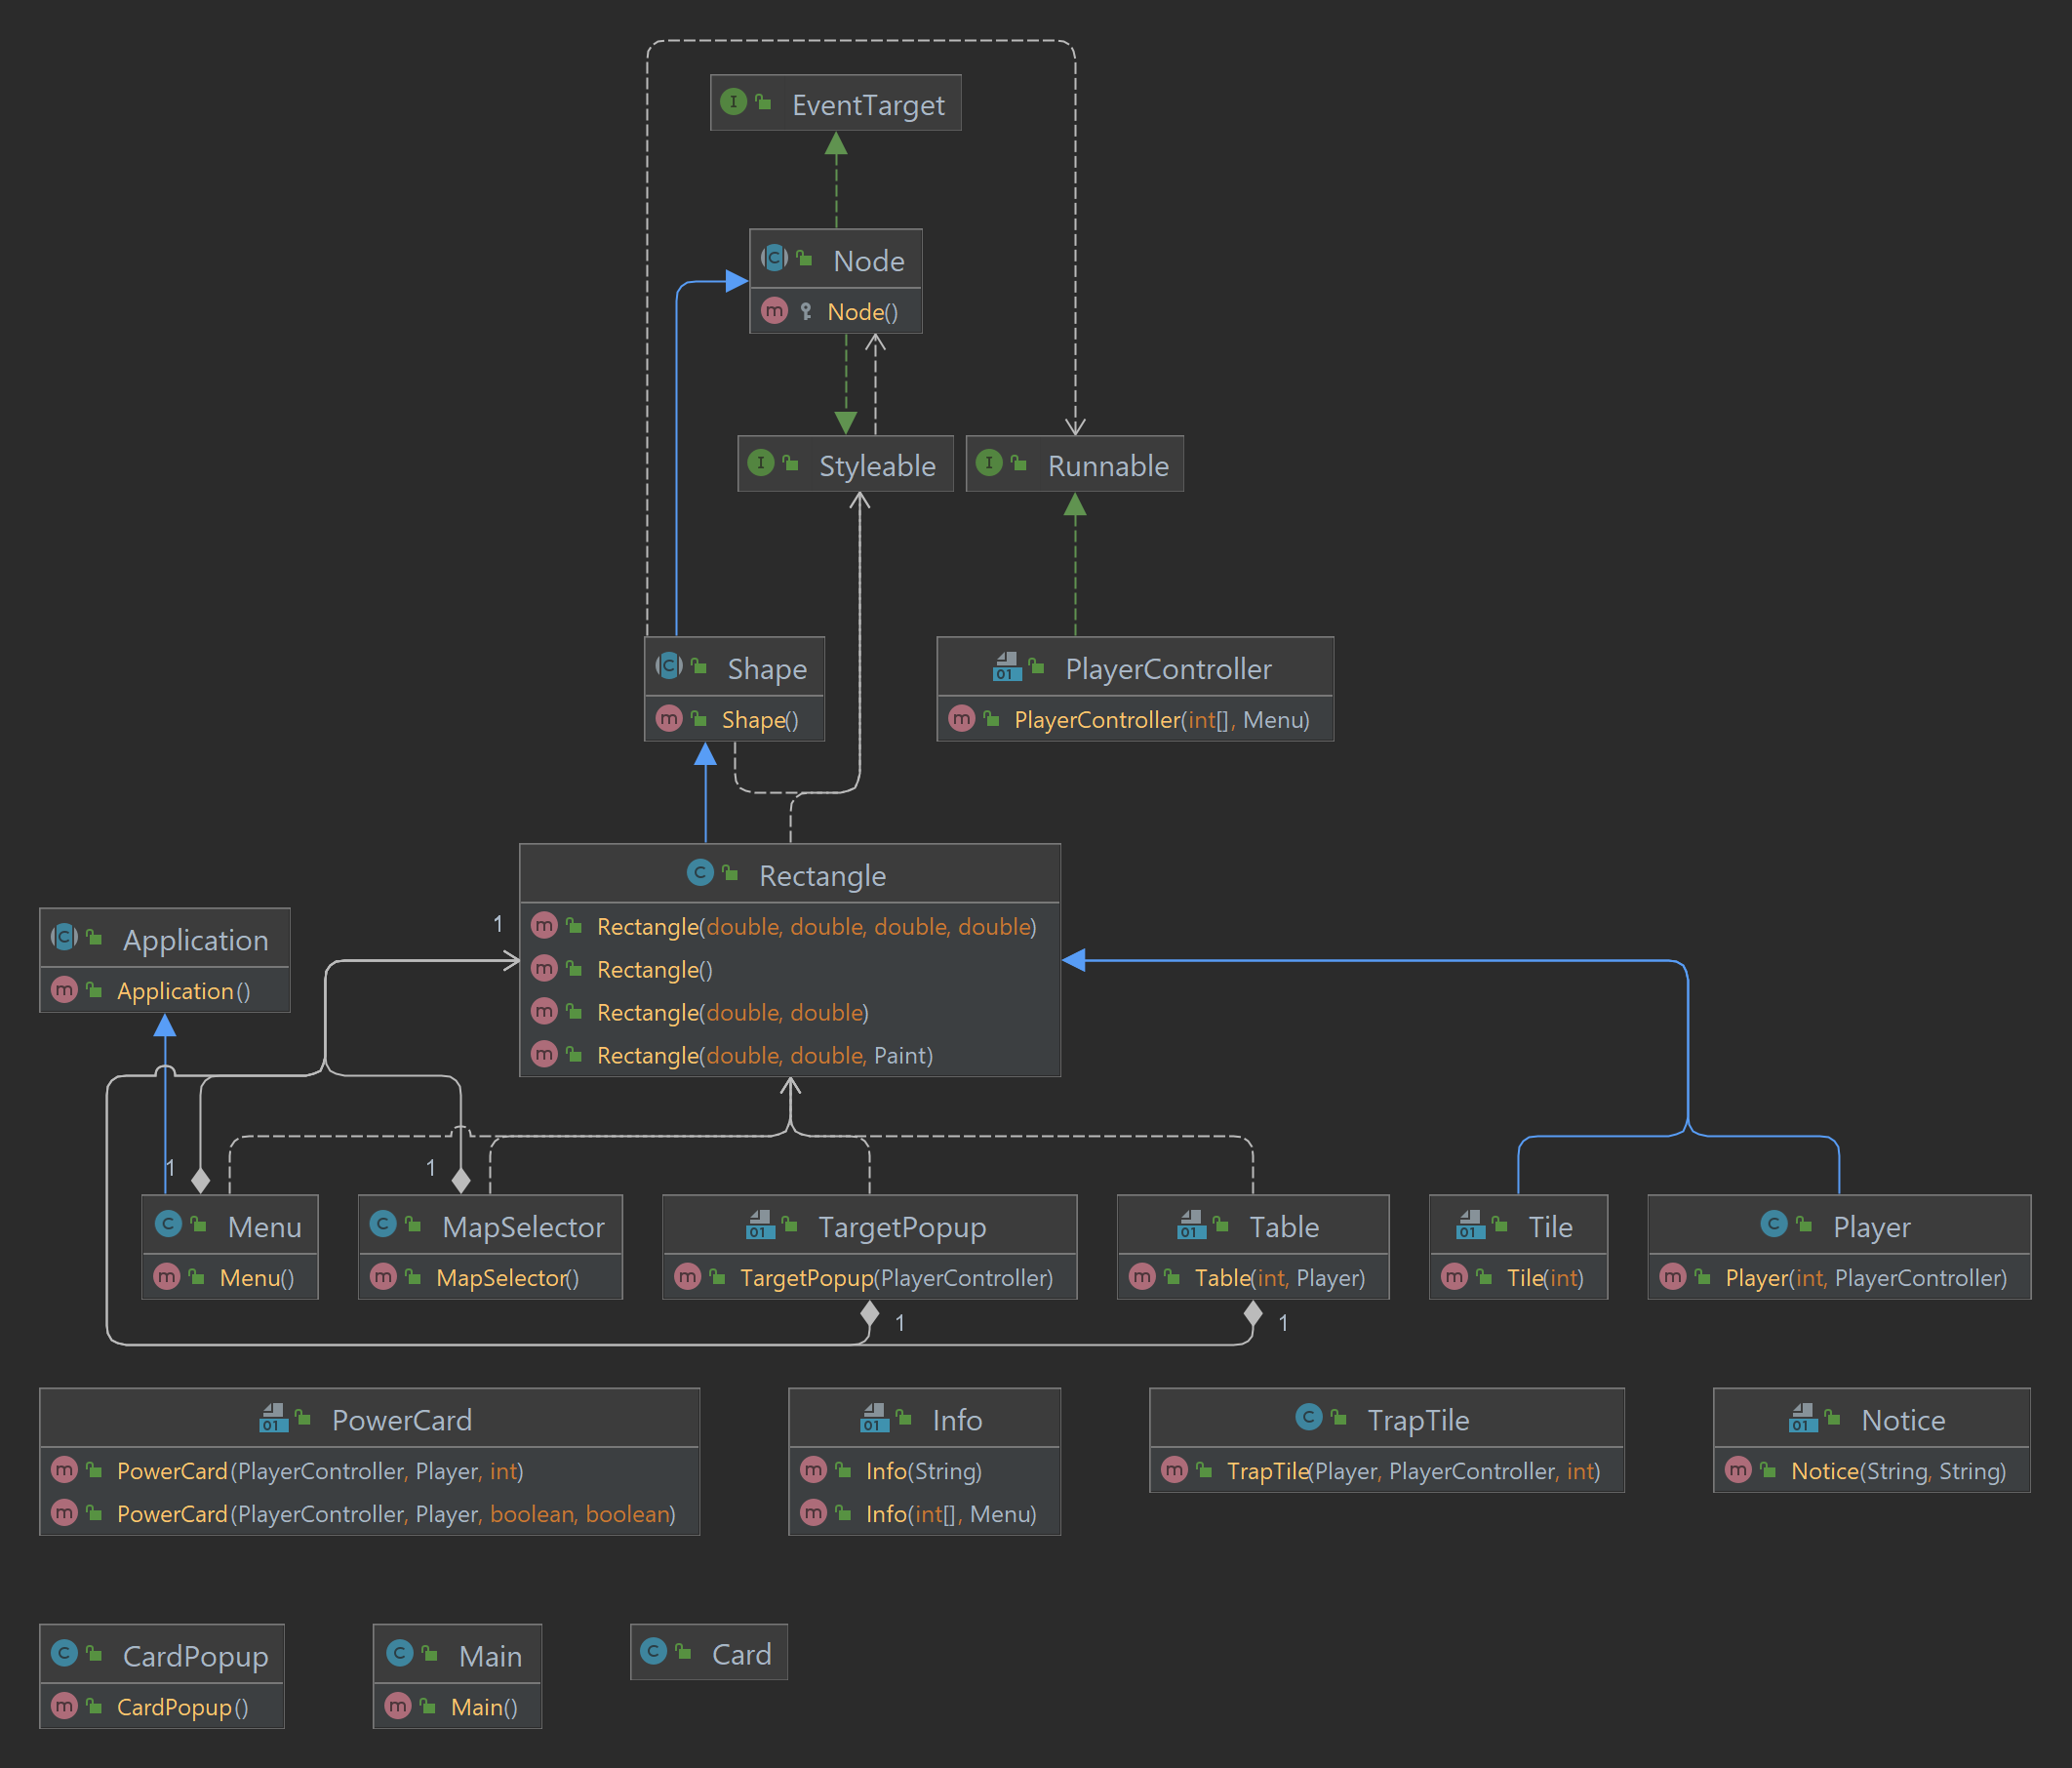 EventTarget
Node
Node()
Styleable
Runnable
Shape
Shape()
PlayerController
PlayerController(int[], Menu)
Rectangle
Rectangle(double, double, double, double)
Rectangle()
Rectangle(double, double)
Rectangle(double, double, Paint)
1
Application
Application()
1
1
Menu
Menu()
MapSelector
MapSelector()
TargetPopup
TargetPopup(PlayerController)
Table
Table(int, Player)
Tile
Tile(int)
Player
Player(int, PlayerController)
1
1
PowerCard
PowerCard(PlayerController, Player, int)
PowerCard(PlayerController, Player, boolean, boolean)
Info
Info(String)
Info(int[], Menu)
TrapTile
TrapTile(Player, PlayerController, int)
Notice
Notice(String, String)
CardPopup
CardPopup()
Main
Main()
Card